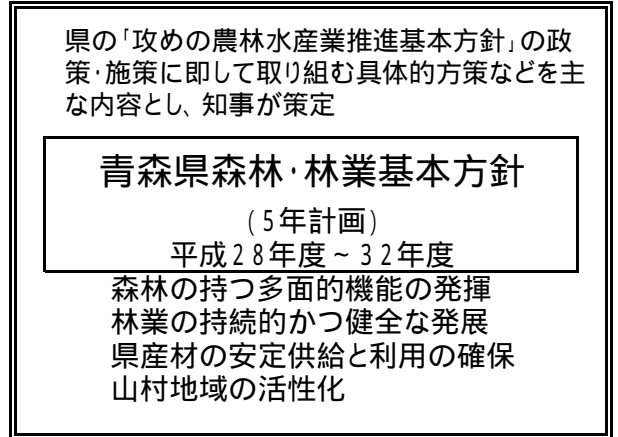 県の「攻めの農林水産業推進基本方針」の政
策・施策に即して取り組む具体的方策などを主
な内容とし、知事が策定
青森県森林・林業基本方針
(5年計画)
平成28年度~32年度
森林の持つ多面的機能の発揮
林業の持続的かつ健全な発展
県産材の安定供給と利用の確保
山村地域の活性化